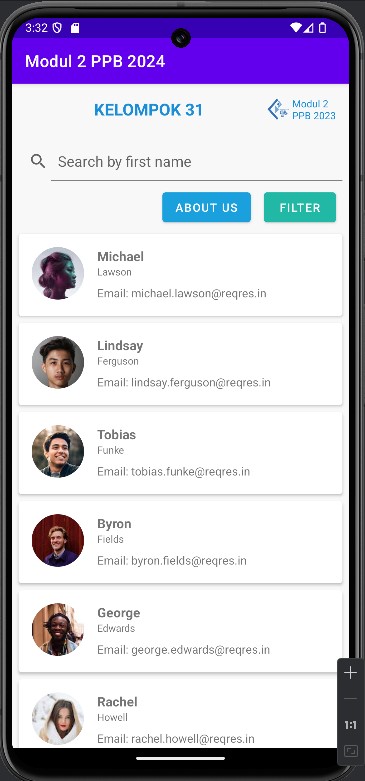 3:32
Modul 2 PPB 2024
KELOMPOK 31
Modul 2
PPB 2023
Search by first name
ABOUT US
FILTER
Michael
Lawson
Email: michael.lawson@reqres.in
Lindsay
Ferguson
Email: lindsay.ferguson@reqres.in
Tobias
Funke
Email: tobias.funke@reqres.in
Byron
Fields
Email: byron.fields@reqres.in
George
Edwards
Email: george.edwards@reqres.in
Rachel
Howell
Email: rachel.howell@reqres.in
1:1